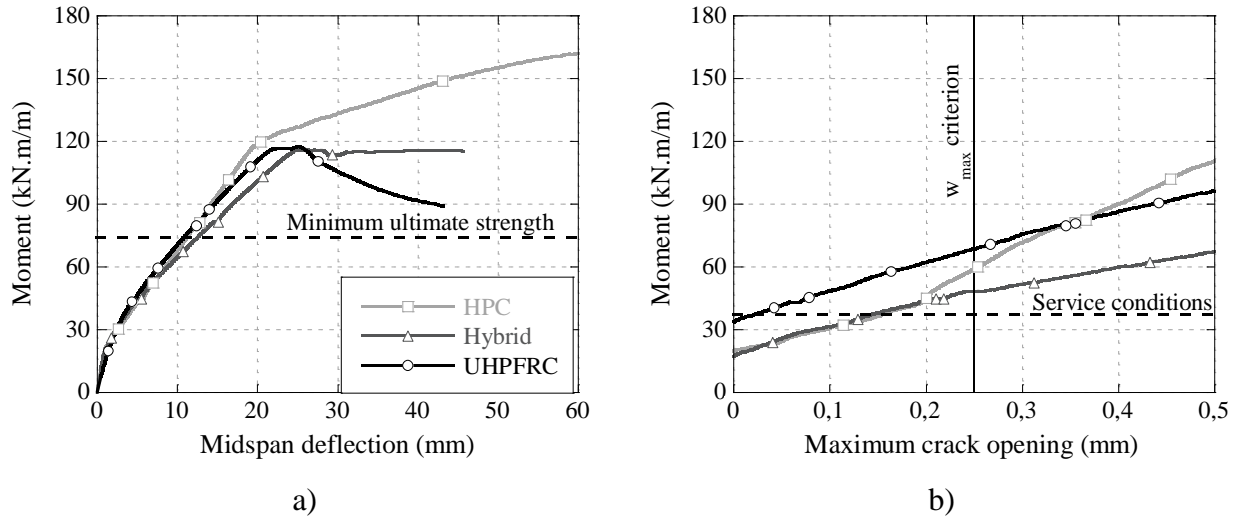 180
150
120
90
60
30
0
Moment (kN.m/m)
Minimum ultimate strength
HPC
Hybrid
UHPFRC
0 10 20 30 40 50 60
Midspan deflection (mm)
a)
180
150
120
90
60
30
0
Moment (kN.m/m)
w_max criterion
Service conditions
0 0,1 0,2 0,3 0,4 0,5
Maximum crack opening (mm)
b)